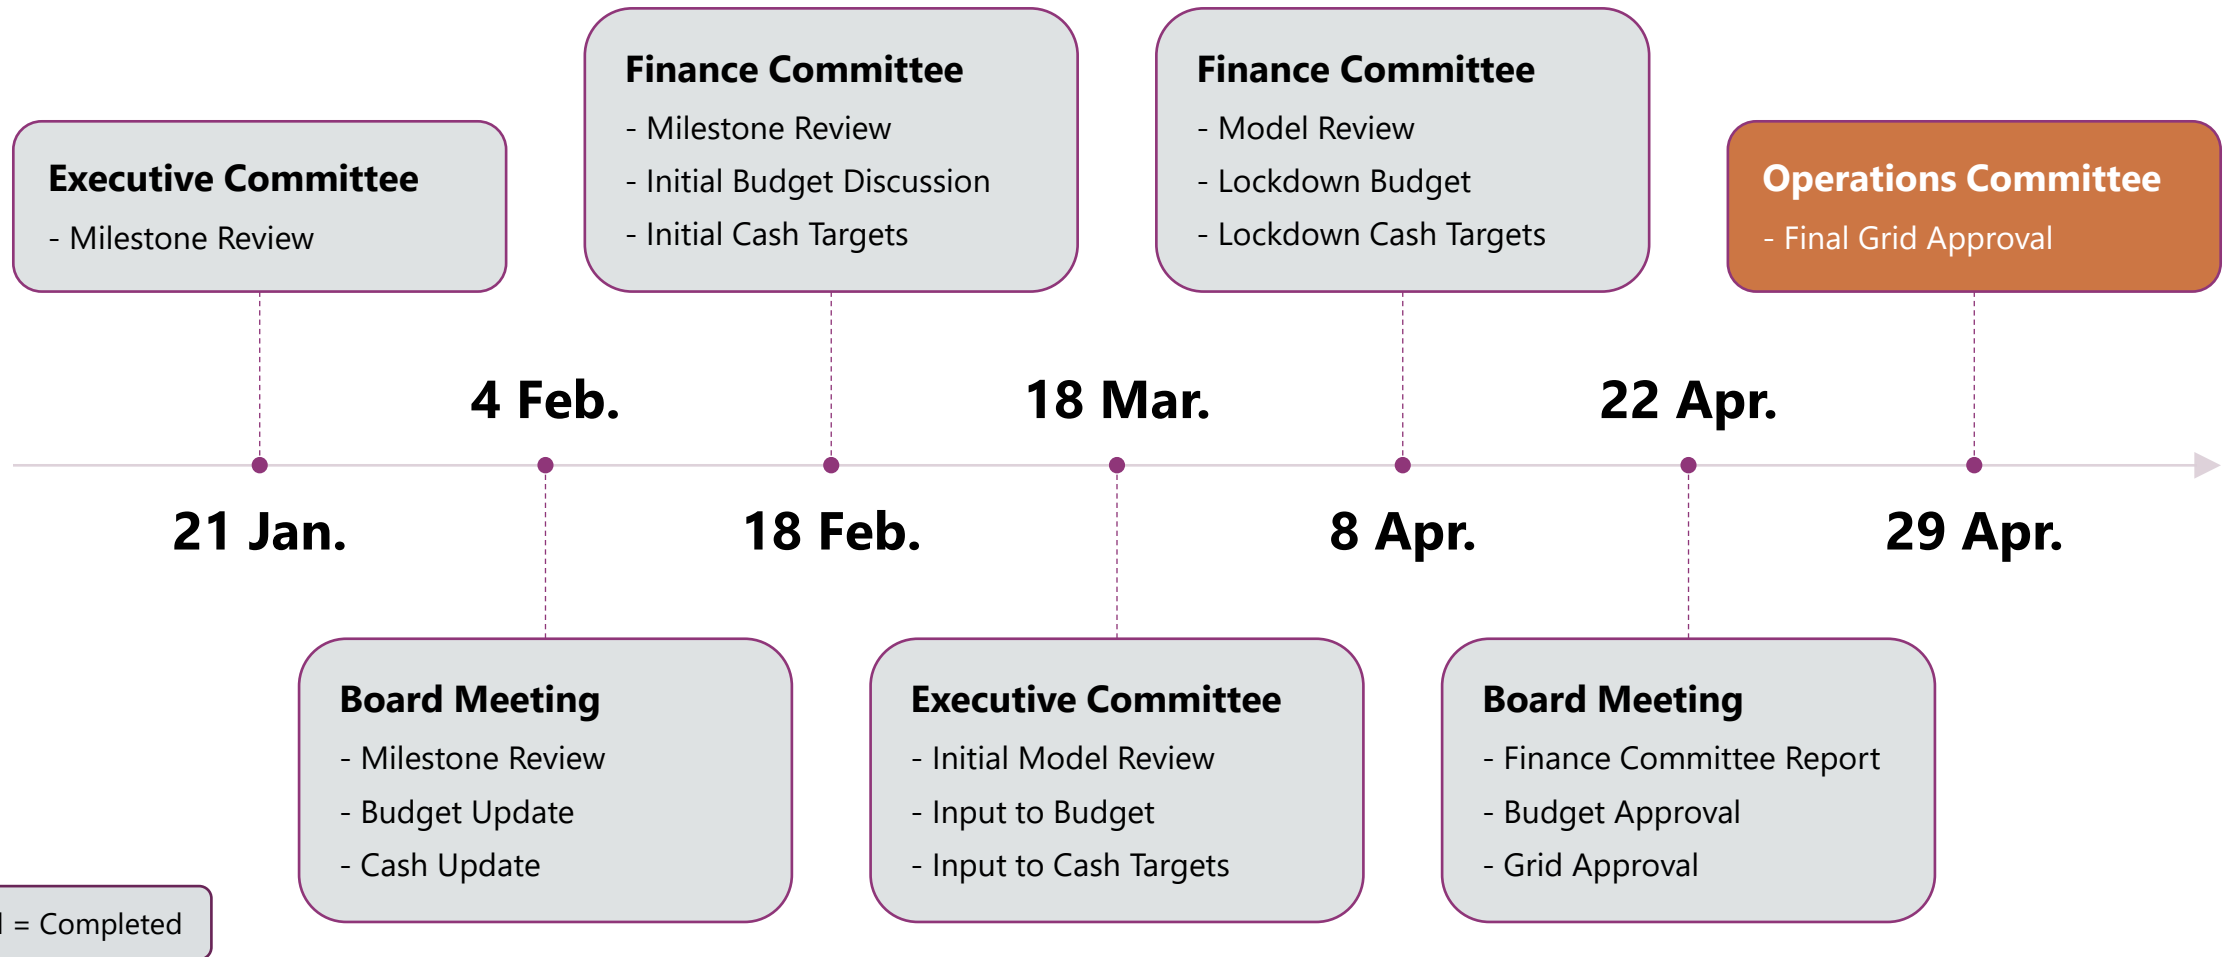 Executive Committee
- Milestone Review
21 Jan.
4 Feb.
Board Meeting
- Milestone Review
- Budget Update
- Cash Update
Finance Committee
- Milestone Review
- Initial Budget Discussion
- Initial Cash Targets
18 Feb.
18 Mar.
Executive Committee
- Initial Model Review
- Input to Budget
- Input to Cash Targets
Finance Committee
- Model Review
- Lockdown Budget
- Lockdown Cash Targets
8 Apr.
22 Apr.
Board Meeting
- Finance Committee Report
- Budget Approval
- Grid Approval
Operations Committee
- Final Grid Approval
29 Apr.
= Completed